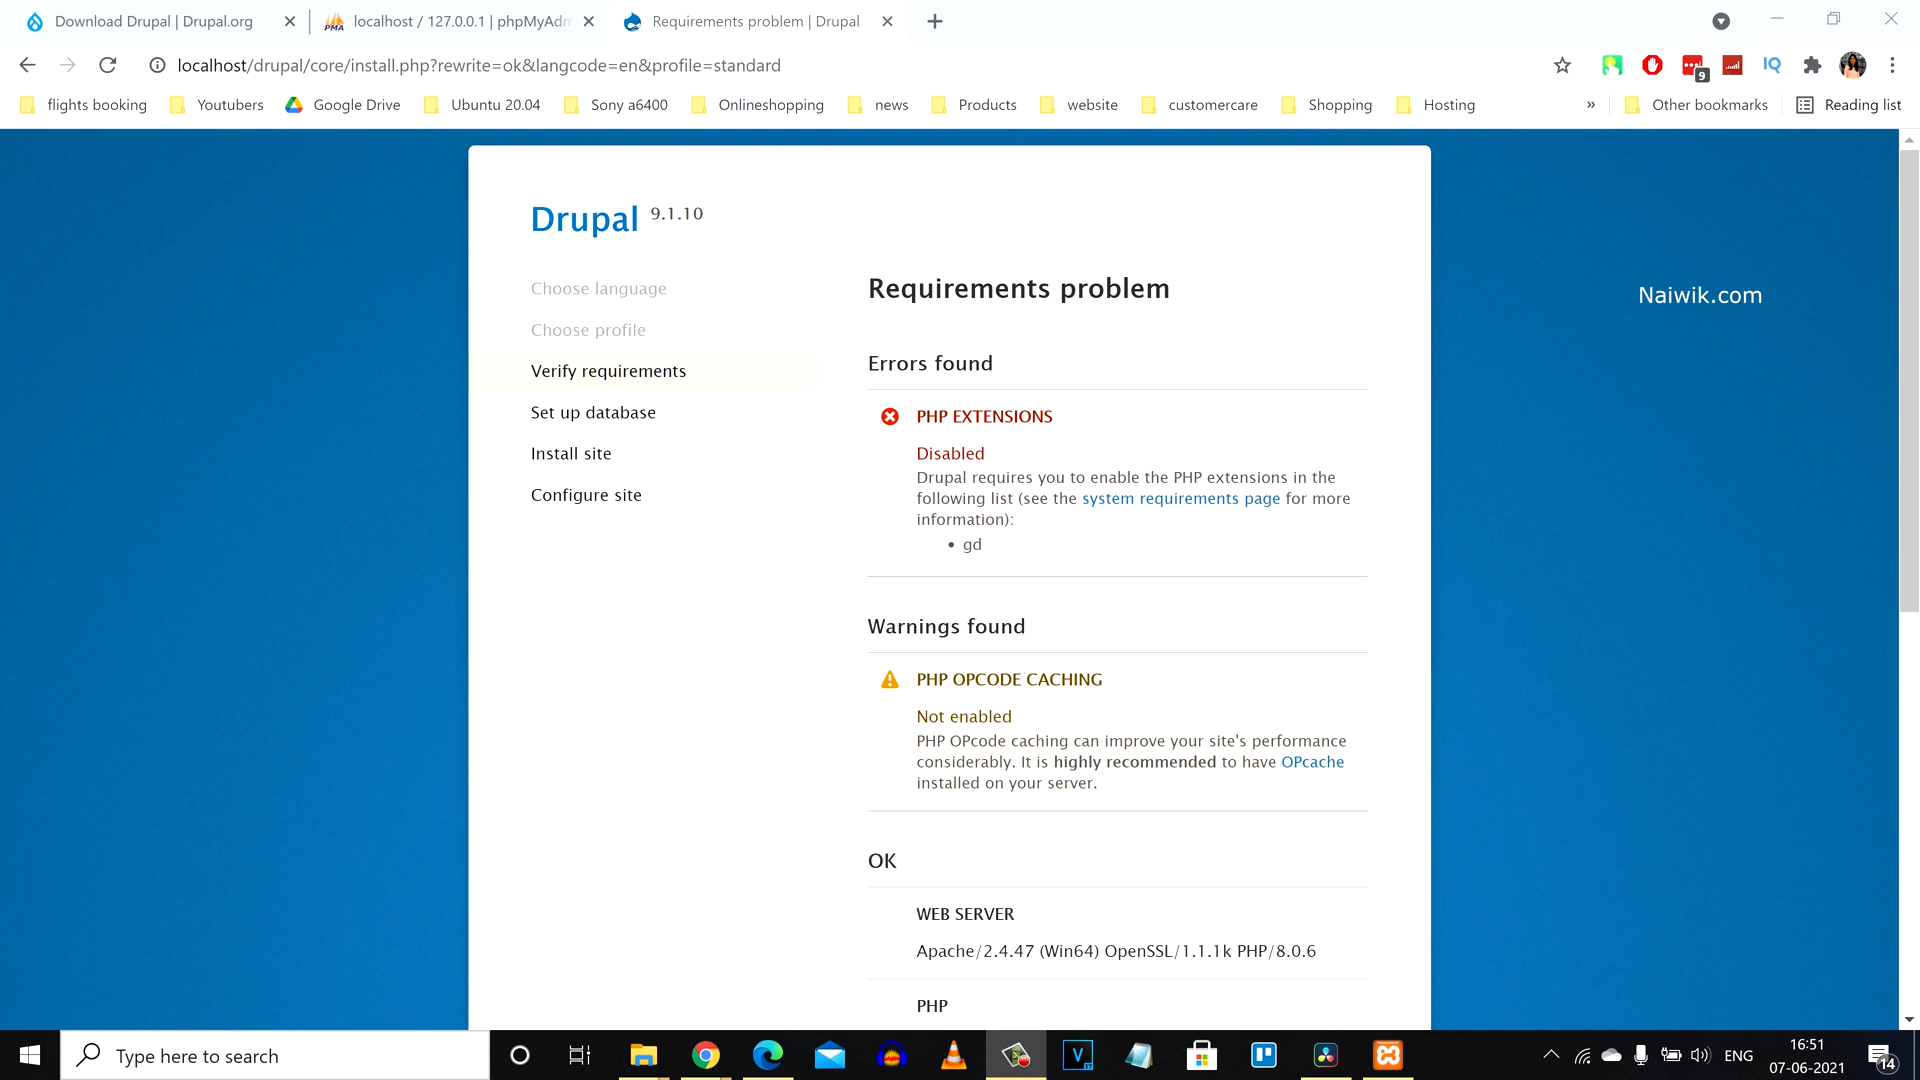 Download Drupal | Drupal.org
localhost / 127.0.0.1 | phpMyAdm
Requirements problem | Drupal
localhost/drupal/core/install.php?rewrite=ok&langcode=en&profile=standard
9
IQ
flights booking
Youtubers
Google Drive
Ubuntu 20.04
Sony a6400
Onlineshopping
news
Products
website
customercare
Shopping
Hosting
»
Other bookmarks
Reading list
Drupal 9.1.10
Choose language
Choose profile
Verify requirements
Set up database
Install site
Configure site
Requirements problem
Errors found
PHP EXTENSIONS
Disabled
Drupal requires you to enable the PHP extensions in the
following list (see the system requirements page for more
information):
• gd
Warnings found
PHP OPCODE CACHING
Not enabled
PHP OPcode caching can improve your site's performance
considerably. It is highly recommended to have OPcache
installed on your server.
OK
WEB SERVER
Apache/2.4.47 (Win64) OpenSSL/1.1.1k PHP/8.0.6
PHP
Naiwik.com
Type here to search
V
ENG
16:51
07-06-2021
14